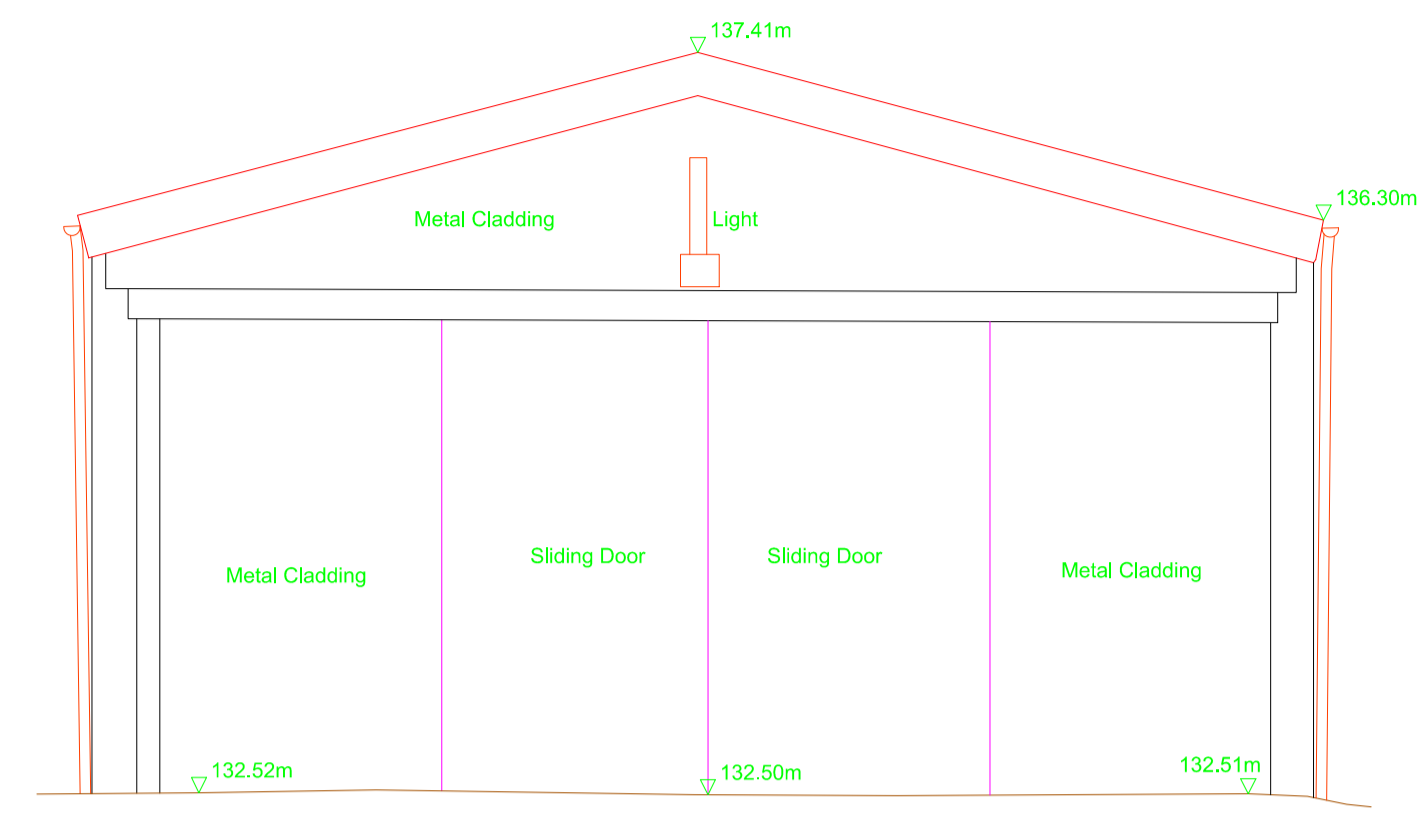 137.41m
136.30m
Metal Cladding
Light
Sliding Door
Sliding Door
Metal Cladding
Metal Cladding
132.52m
132.50m
132.51m